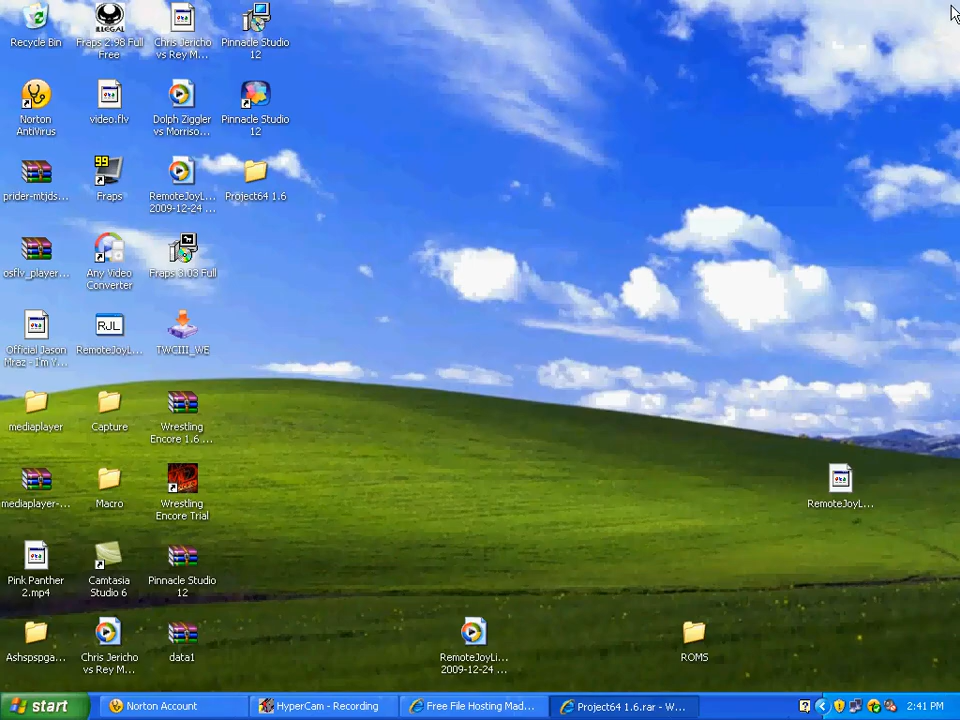 Recycle Bin
ILLEGAL
Fraps 2.98 Full
Free
Chris Jericho
vs Rey M...
Pinnacle Studio
12
Norton
AntiVirus
video.flv
Dolph Ziggler
vs Morriso...
Pinnacle Studio
12
prider-mtjds...
99
Fraps
RemoteJoyL...
2009-12-24 ...
Project64 1.6
osflv_player...
Any Video
Converter
Fraps 3.03 Full
Official Jason
Mraz - I'm Y...
RJL
RemoteJoyL...
TWCIII_WE
mediaplayer
Capture
Wrestling
Encore 1.6 ...
mediaplayer-...
Macro
Wrestling
Encore Trial
RemoteJoyL...
Pink Panther
2.mp4
Camtasia
Studio 6
Pinnacle Studio
12
Ashspspga...
Chris Jericho
vs Rey M...
data1
RemoteJoyLi...
2009-12-24 ...
ROMS
start
Norton Account
HyperCam - Recording
Free File Hosting Mad...
Project64 1.6.rar - W...
2:41 PM